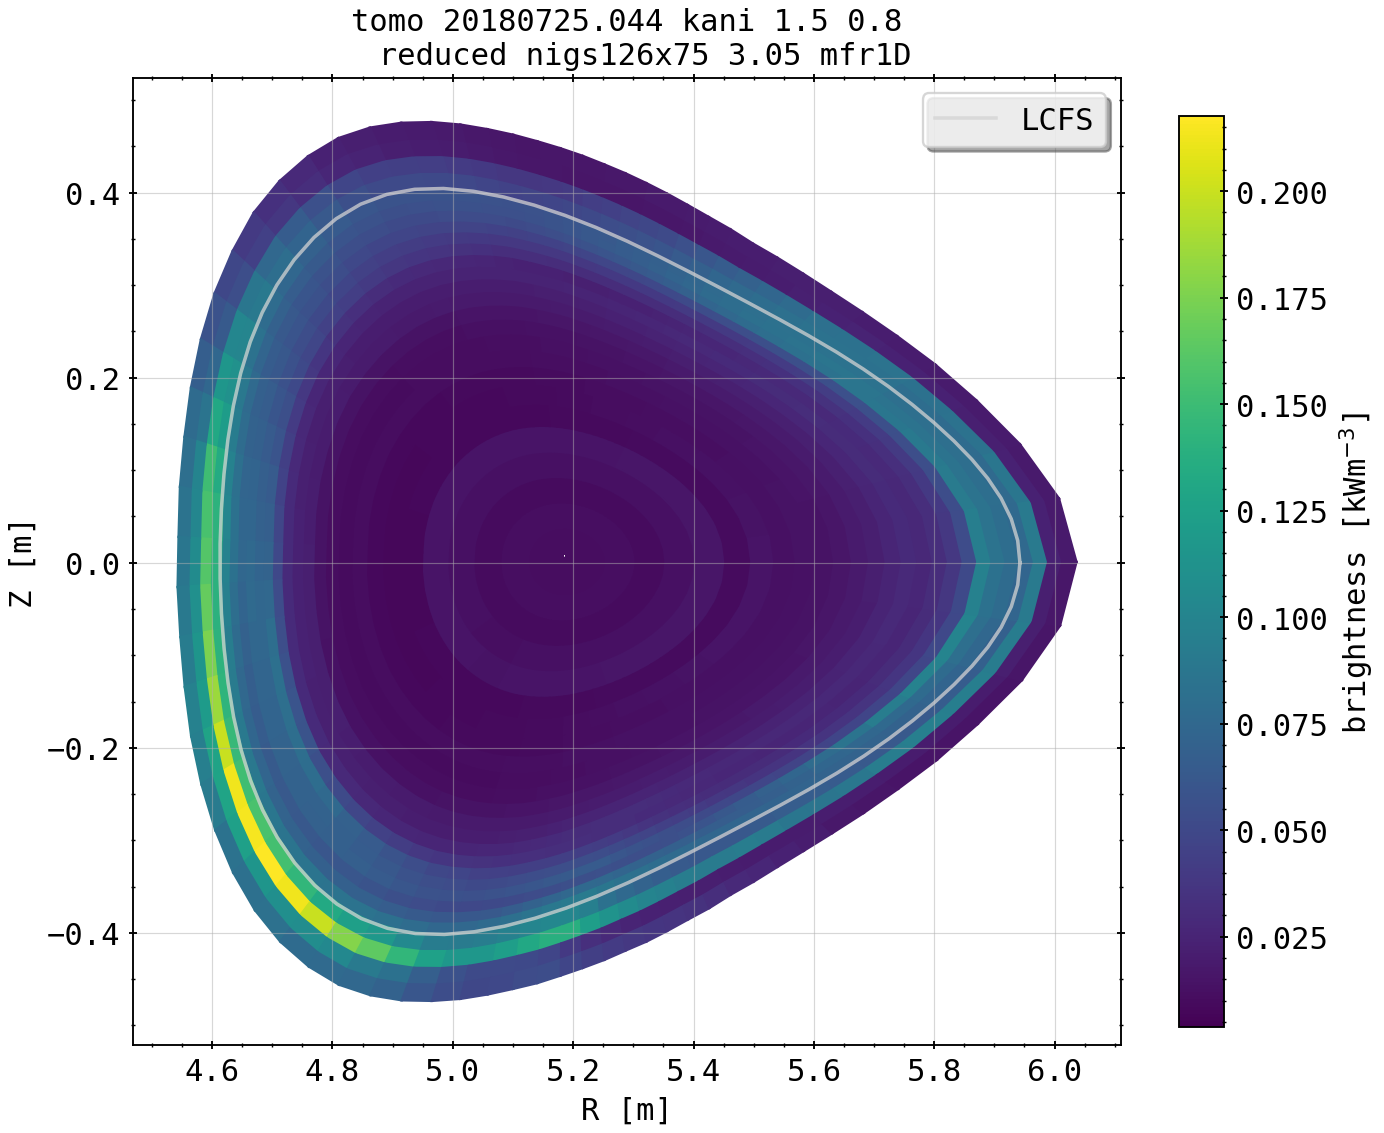 tomo 20180725.044 kani 1.5 0.8
reduced nigs126x75 3.05 mfr1D
LCFS
0.4
0.2
0.0
−0.2
−0.4
Z [m]
4.6 4.8 5.0 5.2 5.4 5.6 5.8 6.0
R [m]
0.200
0.175
0.150
0.125
0.100
0.075
0.050
0.025
brightness [kWm⁻³]